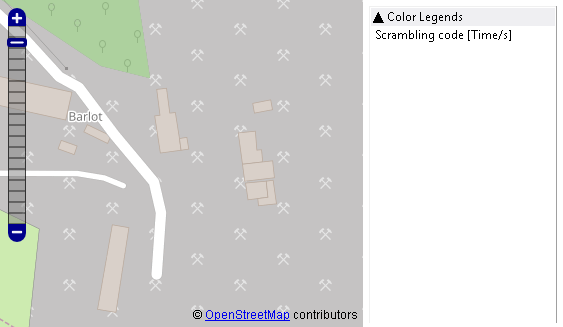 Barlot
© OpenStreetMap contributors
Color Legends
Scrambling code [Time/s]